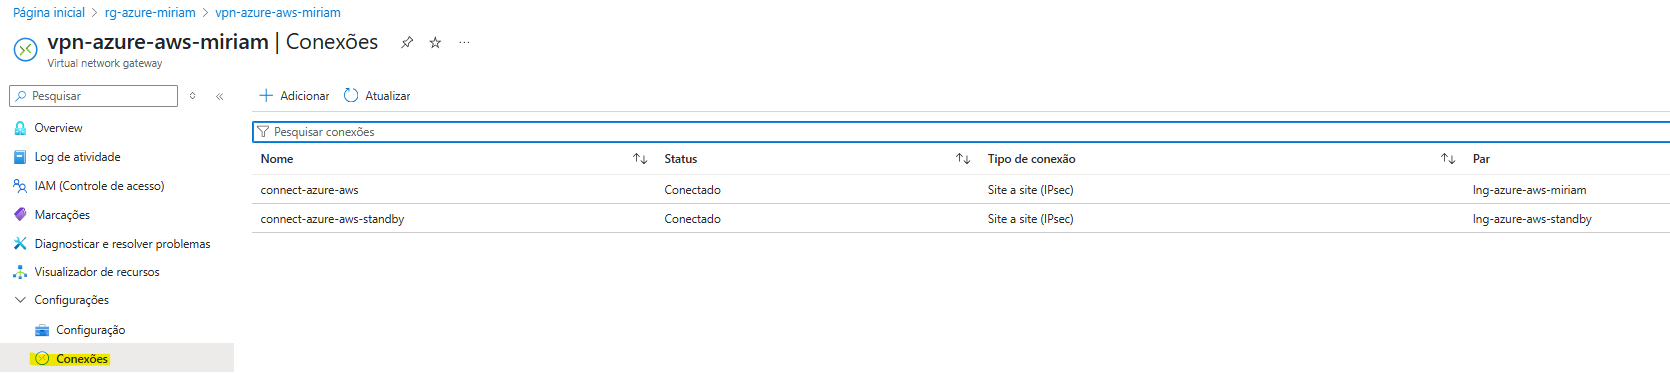 Página inicial > rg-azure-miriam > vpn-azure-aws-miriam
vpn-azure-aws-miriam | Conexões ...
Virtual network gateway
Pesquisar
Adicionar Atualizar
Pesquisar conexões
Overview
Log de atividade
IAM (Controle de acesso)
Marcações
Diagnosticar e resolver problemas
Visualizador de recursos
Configurações
Configuração
Conexões
Nome Status Tipo de conexão Par
connect-azure-aws Conectado Site a site (IPsec) lng-azure-aws-miriam
connect-azure-aws-standby Conectado Site a site (IPsec) lng-azure-aws-standby